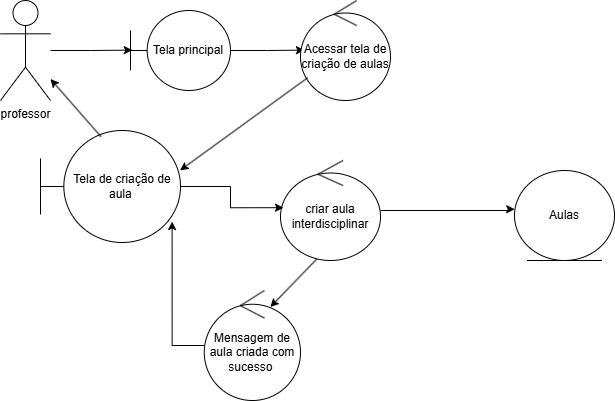 Tela principal
Acessar tela de
criação de aulas
professor
Tela de criação de
aula
criar aula
interdisciplinar
Aulas
Mensagem de
aula criada com
sucesso